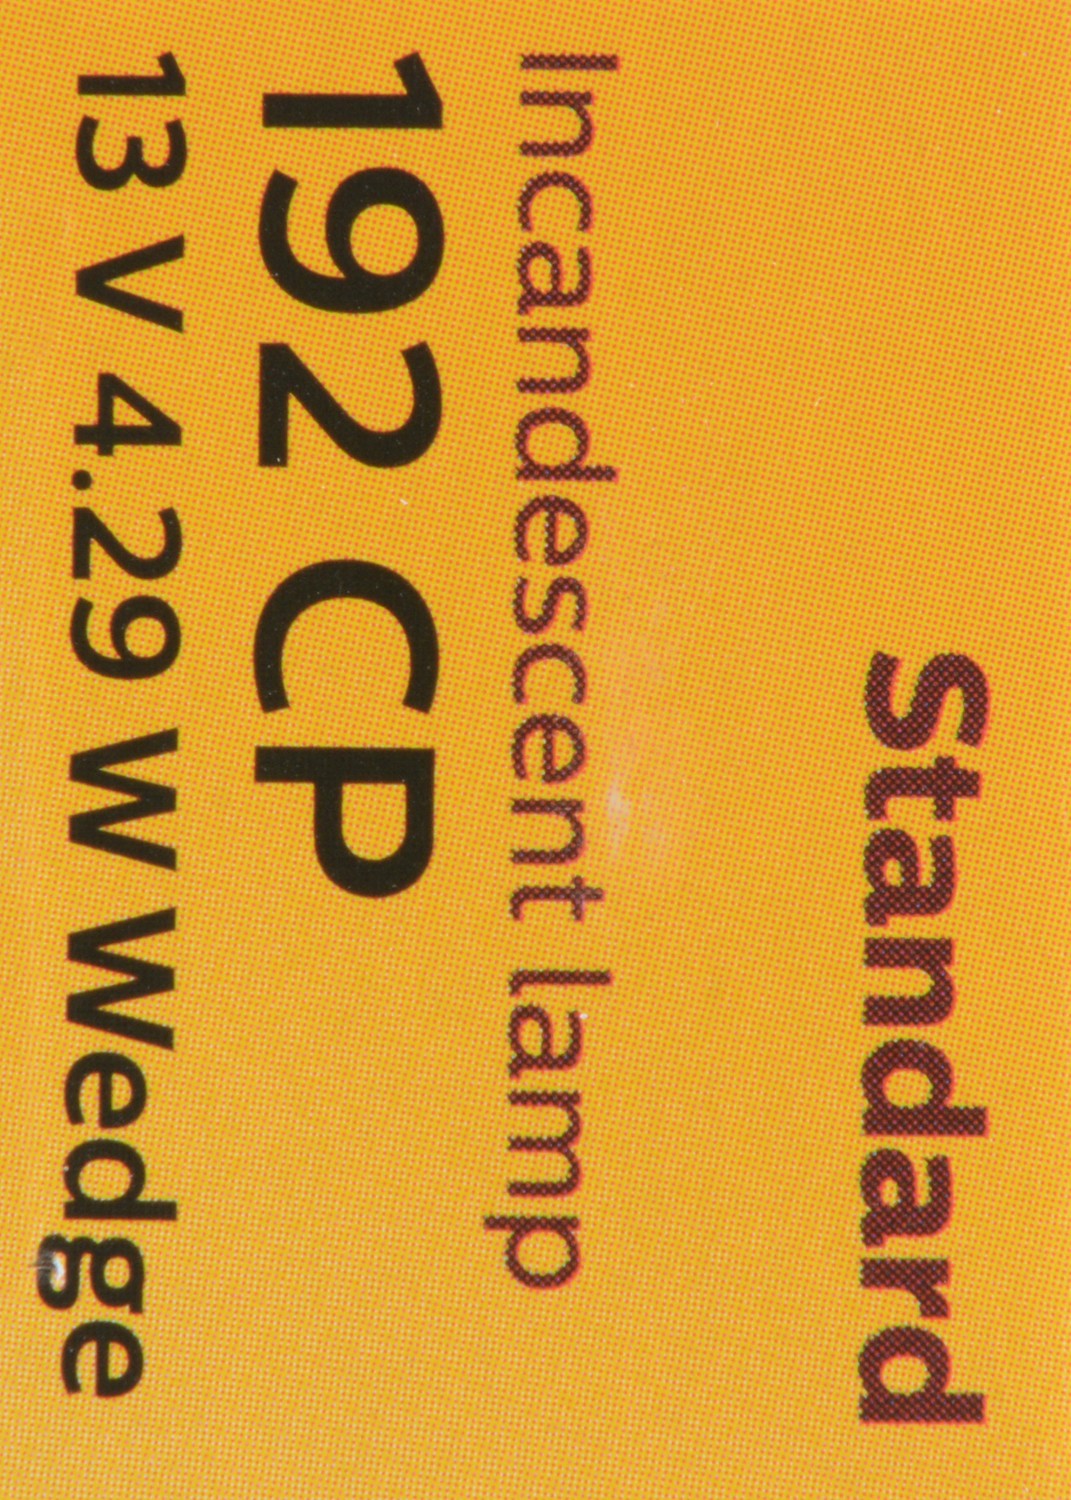 Standard
Incandescent lamp
192 CP
13 V 4.29 W Wedge